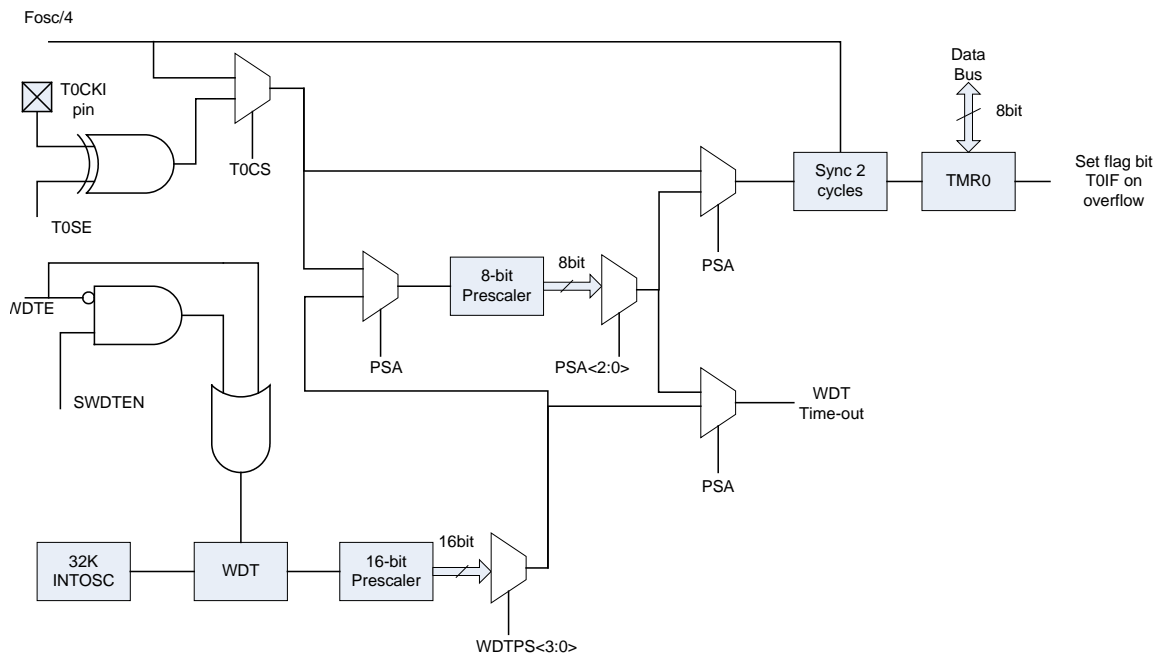 Fosc/4
T0CKI
pin
T0CS
T0SE
Data
Bus
8bit
Sync 2
cycles
TMR0
Set flag bit
T0IF on
overflow
PSA
8-bit
Prescaler
8bit
PSA
PSA<2:0>
WDTE
SWDTEN
WDT
Time-out
PSA
32K
INTOSC
WDT
16-bit
Prescaler
16bit
WDTPS<3:0>